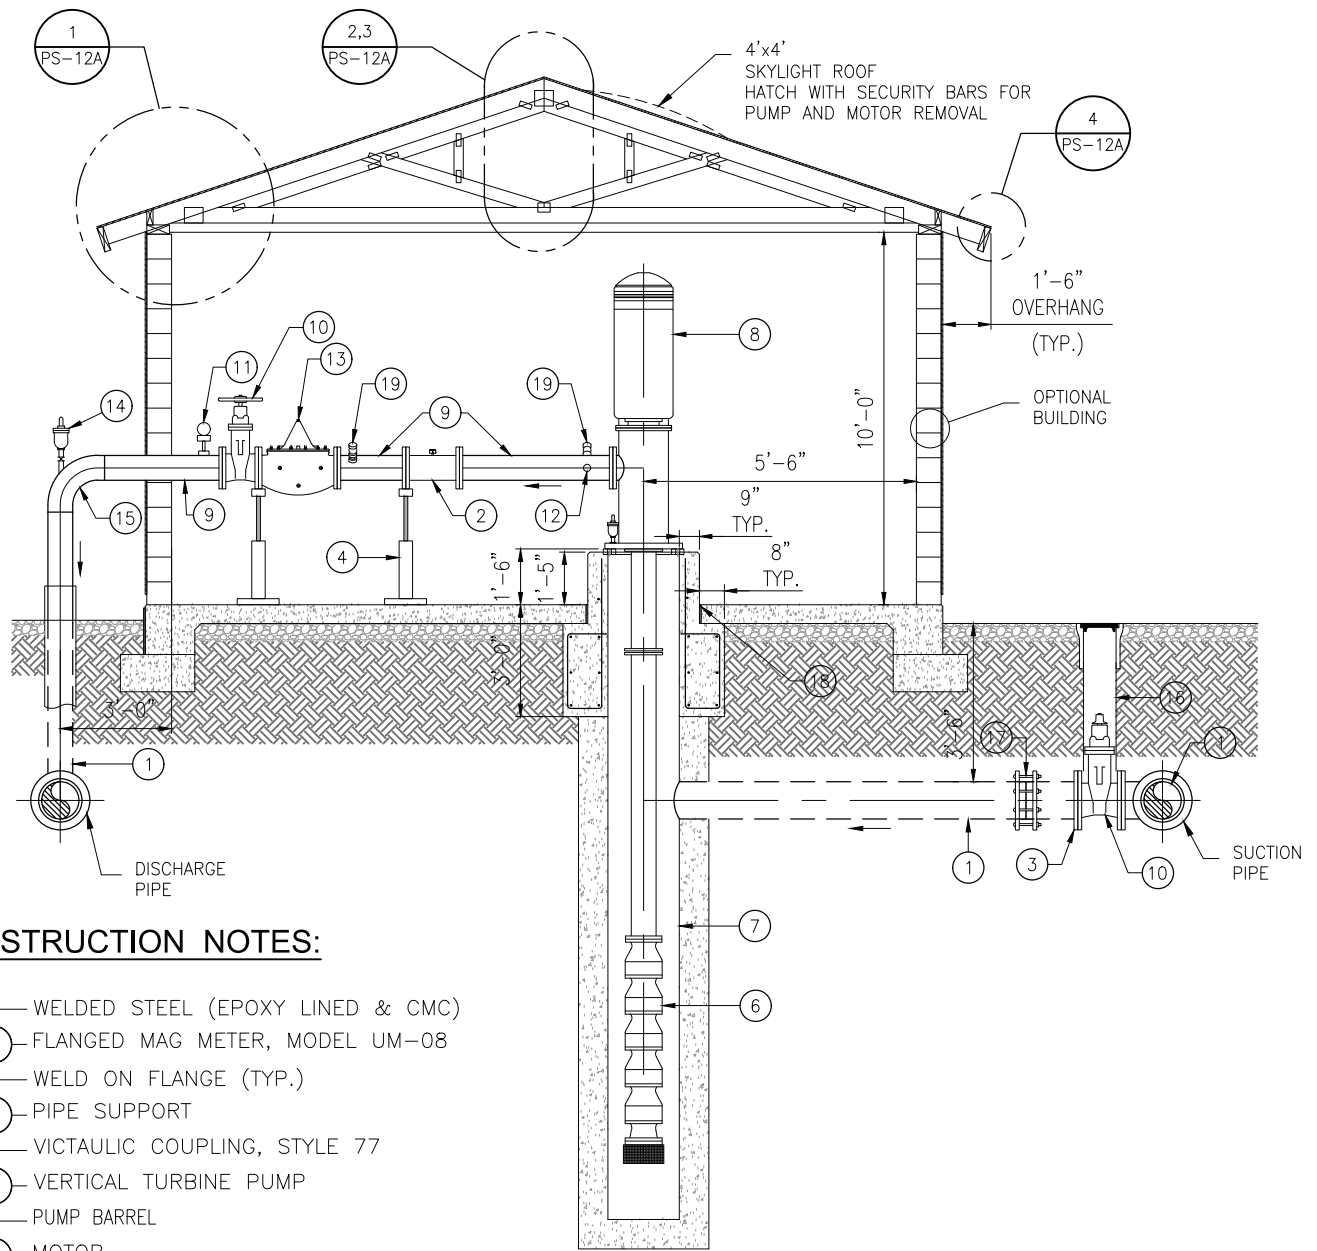 1
PS-12A
2,3
PS-12A
4'x4'
SKYLIGHT ROOF
HATCH WITH SECURITY BARS FOR
PUMP AND MOTOR REMOVAL
4
PS-12A
1'-6"
OVERHANG
(TYP.)
OPTIONAL
BUILDING
10'-0"
8
10
13
11
19
9
19
14
5'-6"
9"
TYP.
8"
TYP.
15
9
2
12
4
1'-6"
1'-5"
3'-0"
18
16
17
1
3'-6"
3'-0"
1
DISCHARGE
PIPE
1
3
10
SUCTION
PIPE
7
6
STRUCTION NOTES:
WELDED STEEL (EPOXY LINED & CMC)
FLANGED MAG METER, MODEL UM-08
WELD ON FLANGE (TYP.)
PIPE SUPPORT
VICTAULIC COUPLING, STYLE 77
VERTICAL TURBINE PUMP
PUMP BARREL
MOTOR